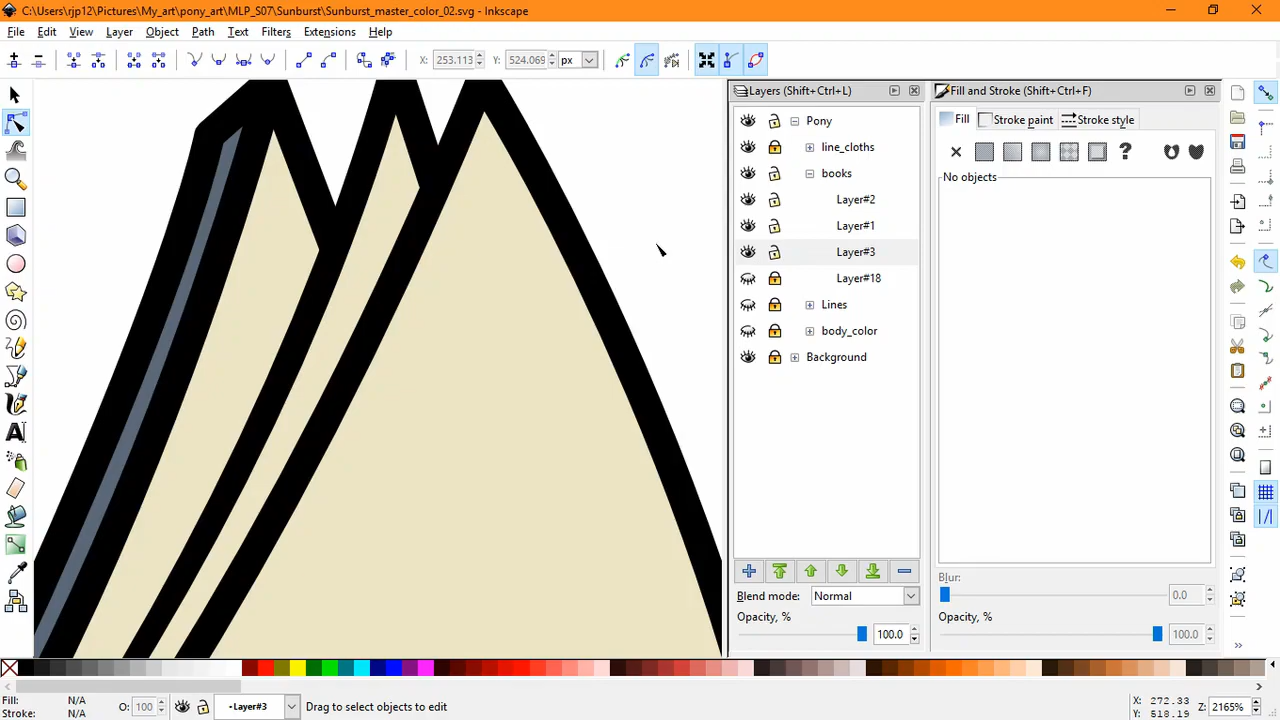 C:\Users\rjp12\Pictures\My_art\pony_art\MLP_S07\Sunburst\Sunburst_master_color_02.svg - Inkscape
File Edit View Layer Object Path Text Filters Extensions Help
X: 253.113 Y: 524.069 px
Layers (Shift+Ctrl+L)
Fill and Stroke (Shift+Ctrl+F)
Pony
line_cloths
books
Layer#2
Layer#1
Layer#3
Layer#18
Lines
body_color
Background
Fill Stroke paint Stroke style
?
No objects
Blend mode: Normal
Opacity, %
100.0
Blur:
0.0
Opacity, %
100.0
Fill: N/A
Stroke: N/A
O: 100
-Layer#3
Drag to select objects to edit
X: 272.33
Y: 518.15
Z: 2165%